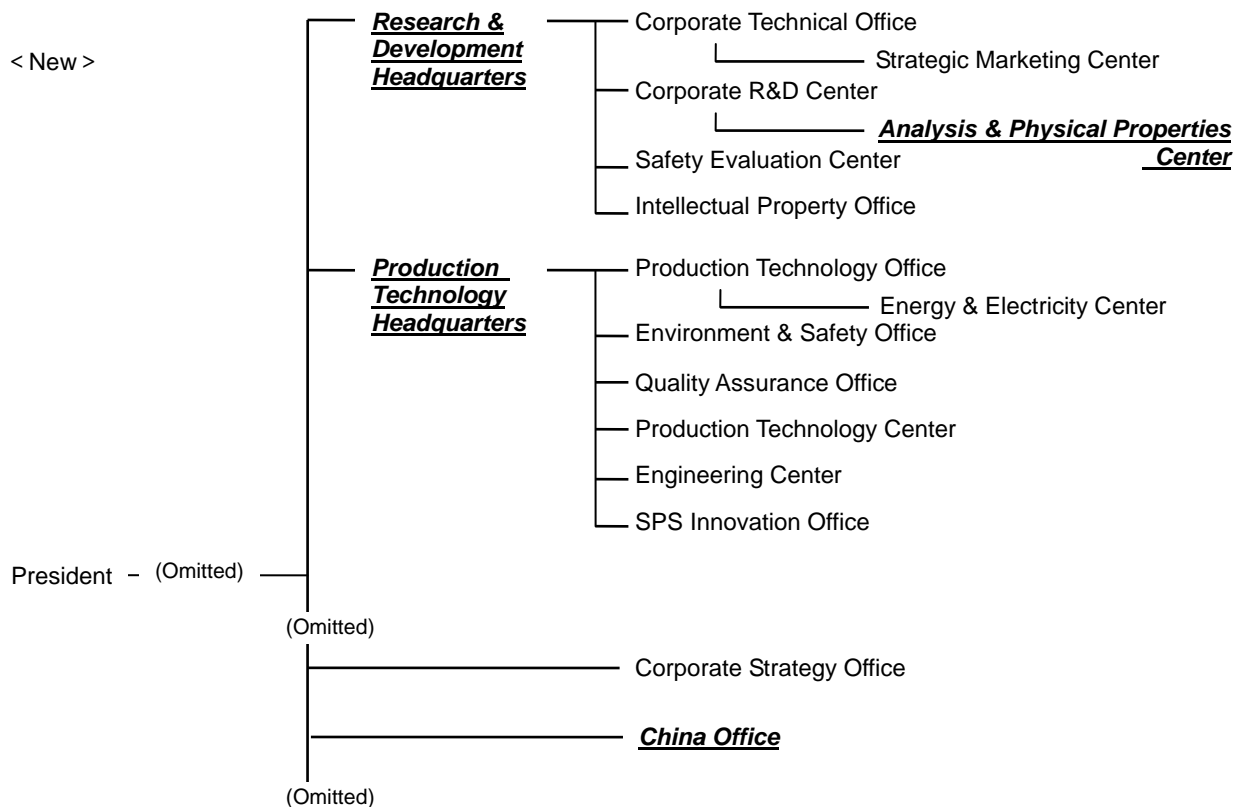 Research & Corporate Technical Office
Development
< New > Strategic Marketing Center
Headquarters
Corporate R&D Center
Analysis & Physical Properties
Safety Evaluation Center Center
Intellectual Property Office
Production Production Technology Office
Technology
Energy & Electricity Center
Headquarters
Environment & Safety Office
Quality Assurance Office
Production Technology Center
Engineering Center
SPS Innovation Office
President – (Omitted)
(Omitted)
Corporate Strategy Office
China Office
(Omitted)